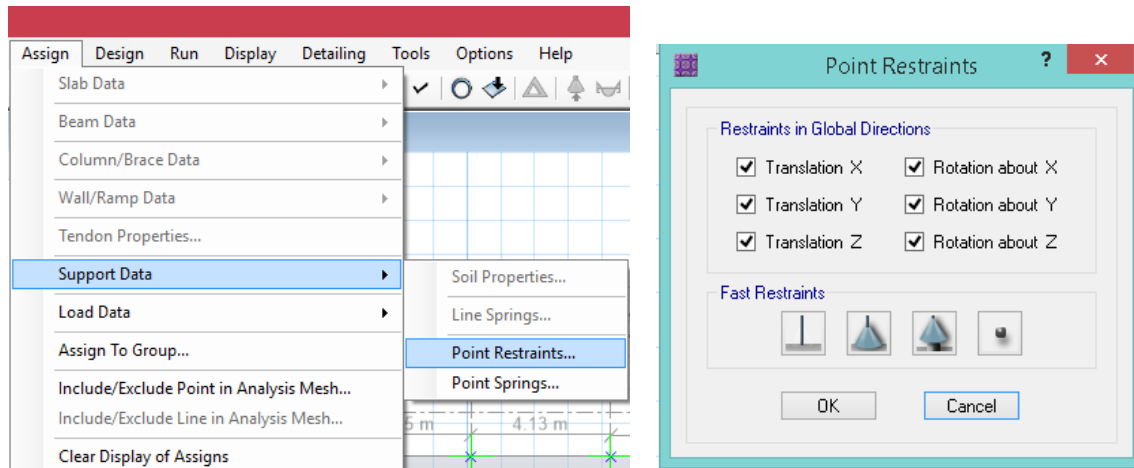 Assign Design Run Display Detailing Tools Options Help
Slab Data
Beam Data
Column/Brace Data
Wall/Ramp Data
Tendon Properties...
Support Data
Load Data
Assign To Group...
Include/Exclude Point in Analysis Mesh...
Include/Exclude Line in Analysis Mesh...
Clear Display of Assigns
Soil Properties...
Line Springs...
Point Restraints...
Point Springs...
5 m 4.13 m
Point Restraints ? ×
Restraints in Global Directions
Translation X Rotation about X
Translation Y Rotation about Y
Translation Z Rotation about Z
Fast Restraints
OK Cancel